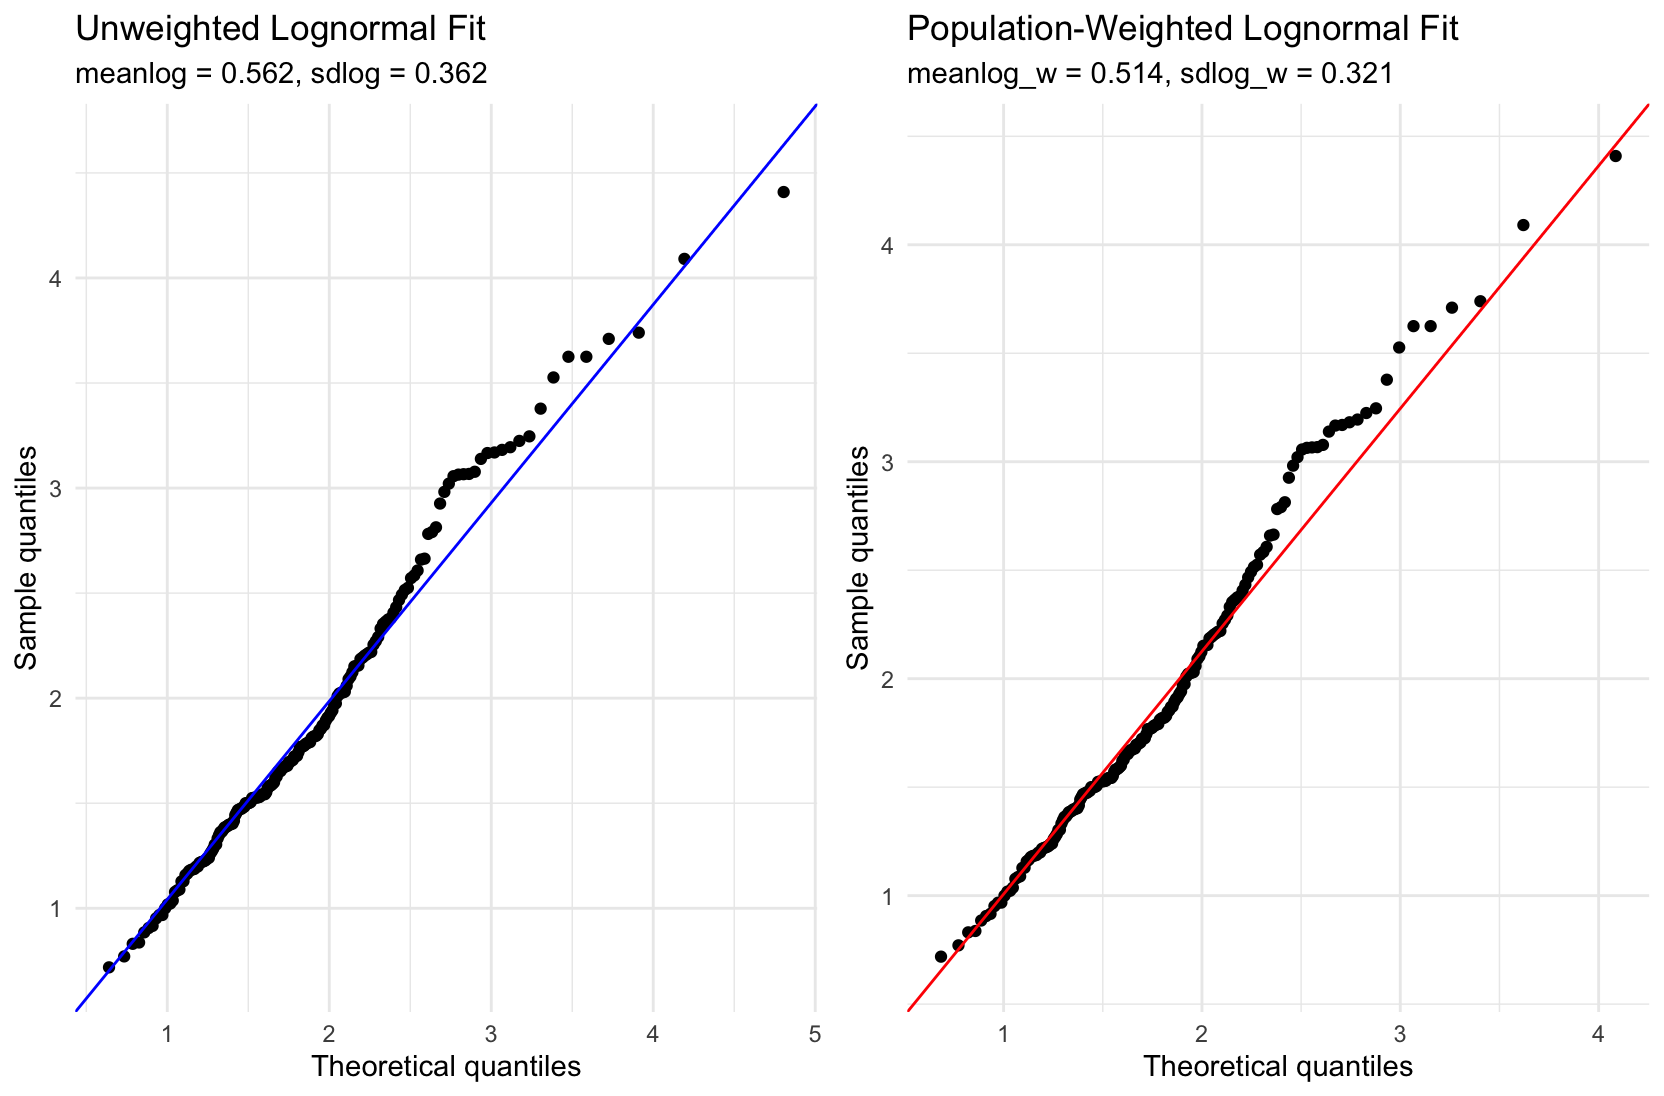 Unweighted Lognormal Fit
meanlog = 0.562, sdlog = 0.362
Sample quantiles
4
3
2
1
1 2 3 4 5
Theoretical quantiles
Population-Weighted Lognormal Fit
meanlog_w = 0.514, sdlog_w = 0.321
Sample quantiles
4
3
2
1
1 2 3 4
Theoretical quantiles